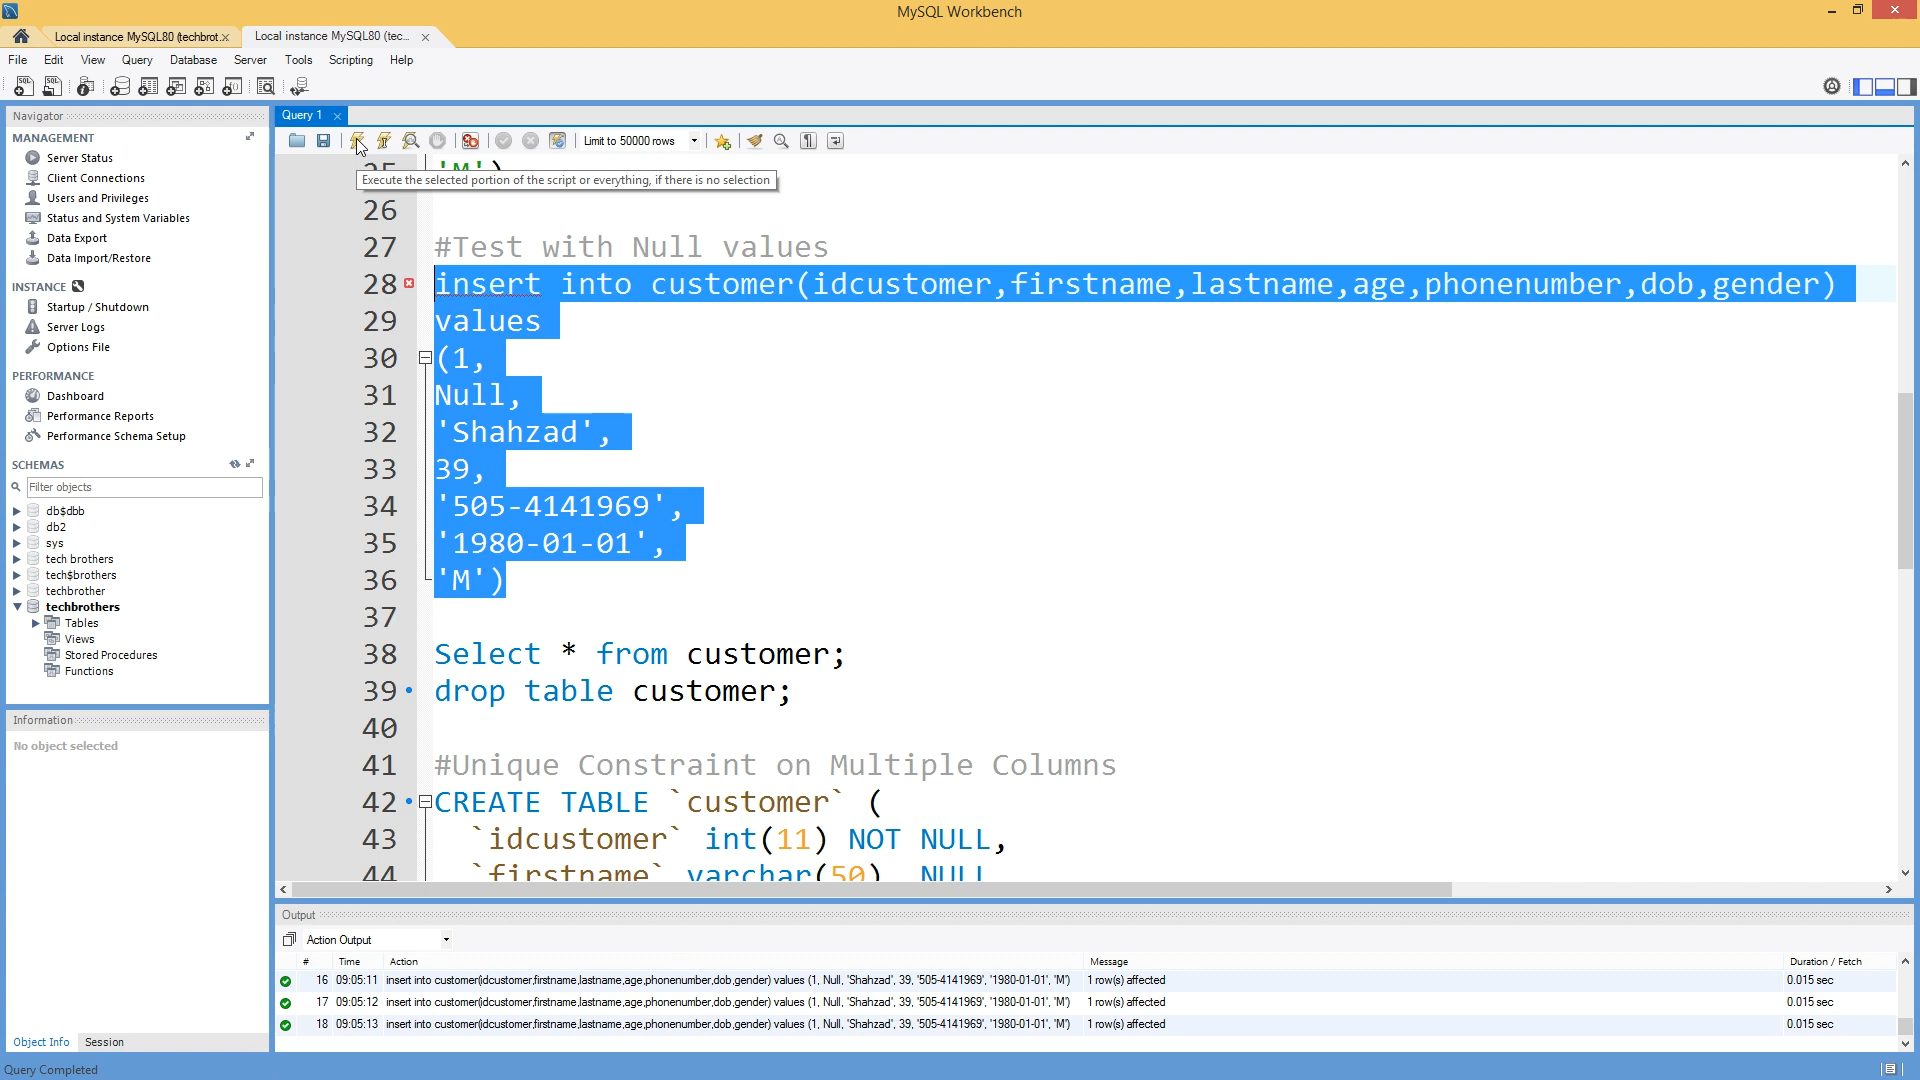 MySQL Workbench
Local instance MySQL80 (techbrot... x
Local instance MySQL80 (tec... x
File Edit View Query Database Server Tools Scripting Help
Navigator
MANAGEMENT
Server Status
Client Connections
Users and Privileges
Status and System Variables
Data Export
Data Import/Restore
INSTANCE
Startup / Shutdown
Server Logs
Options File
PERFORMANCE
Dashboard
Performance Reports
Performance Schema Setup
SCHEMAS
Filter objects
db$dbb
db2
sys
tech brothers
tech$brothers
techbrother
techbrothers
Tables
Views
Stored Procedures
Functions
Information
No object selected
Object Info Session
Query Completed
Query 1
Limit to 50000 rows
25 'M')
Execute the selected portion of the script or everything, if there is no selection
26
27 #Test with Null values
28 insert into customer(idcustomer,firstname,lastname,age,phonenumber,dob,gender)
29 values
30 (1,
31 Null,
32 'Shahzad',
33 39,
34 '505-4141969',
35 '1980-01-01',
36 'M')
37
38 Select * from customer;
39 drop table customer;
40
41 #Unique Constraint on Multiple Columns
42 CREATE TABLE `customer` (
43 `idcustomer` int(11) NOT NULL,
44 `firstname` varchar(50) NULL
Output
Action Output
# Time Action Message Duration / Fetch
16 09:05:11 insert into customer(idcustomer,firstname,lastname,age,phonenumber,dob,gender) values (1, Null, 'Shahzad', 39, '505-4141969', '1980-01-01', 'M') 1 row(s) affected 0.015 sec
17 09:05:12 insert into customer(idcustomer,firstname,lastname,age,phonenumber,dob,gender) values (1, Null, 'Shahzad', 39, '505-4141969', '1980-01-01', 'M') 1 row(s) affected 0.015 sec
18 09:05:13 insert into customer(idcustomer,firstname,lastname,age,phonenumber,dob,gender) values (1, Null, 'Shahzad', 39, '505-4141969', '1980-01-01', 'M') 1 row(s) affected 0.015 sec